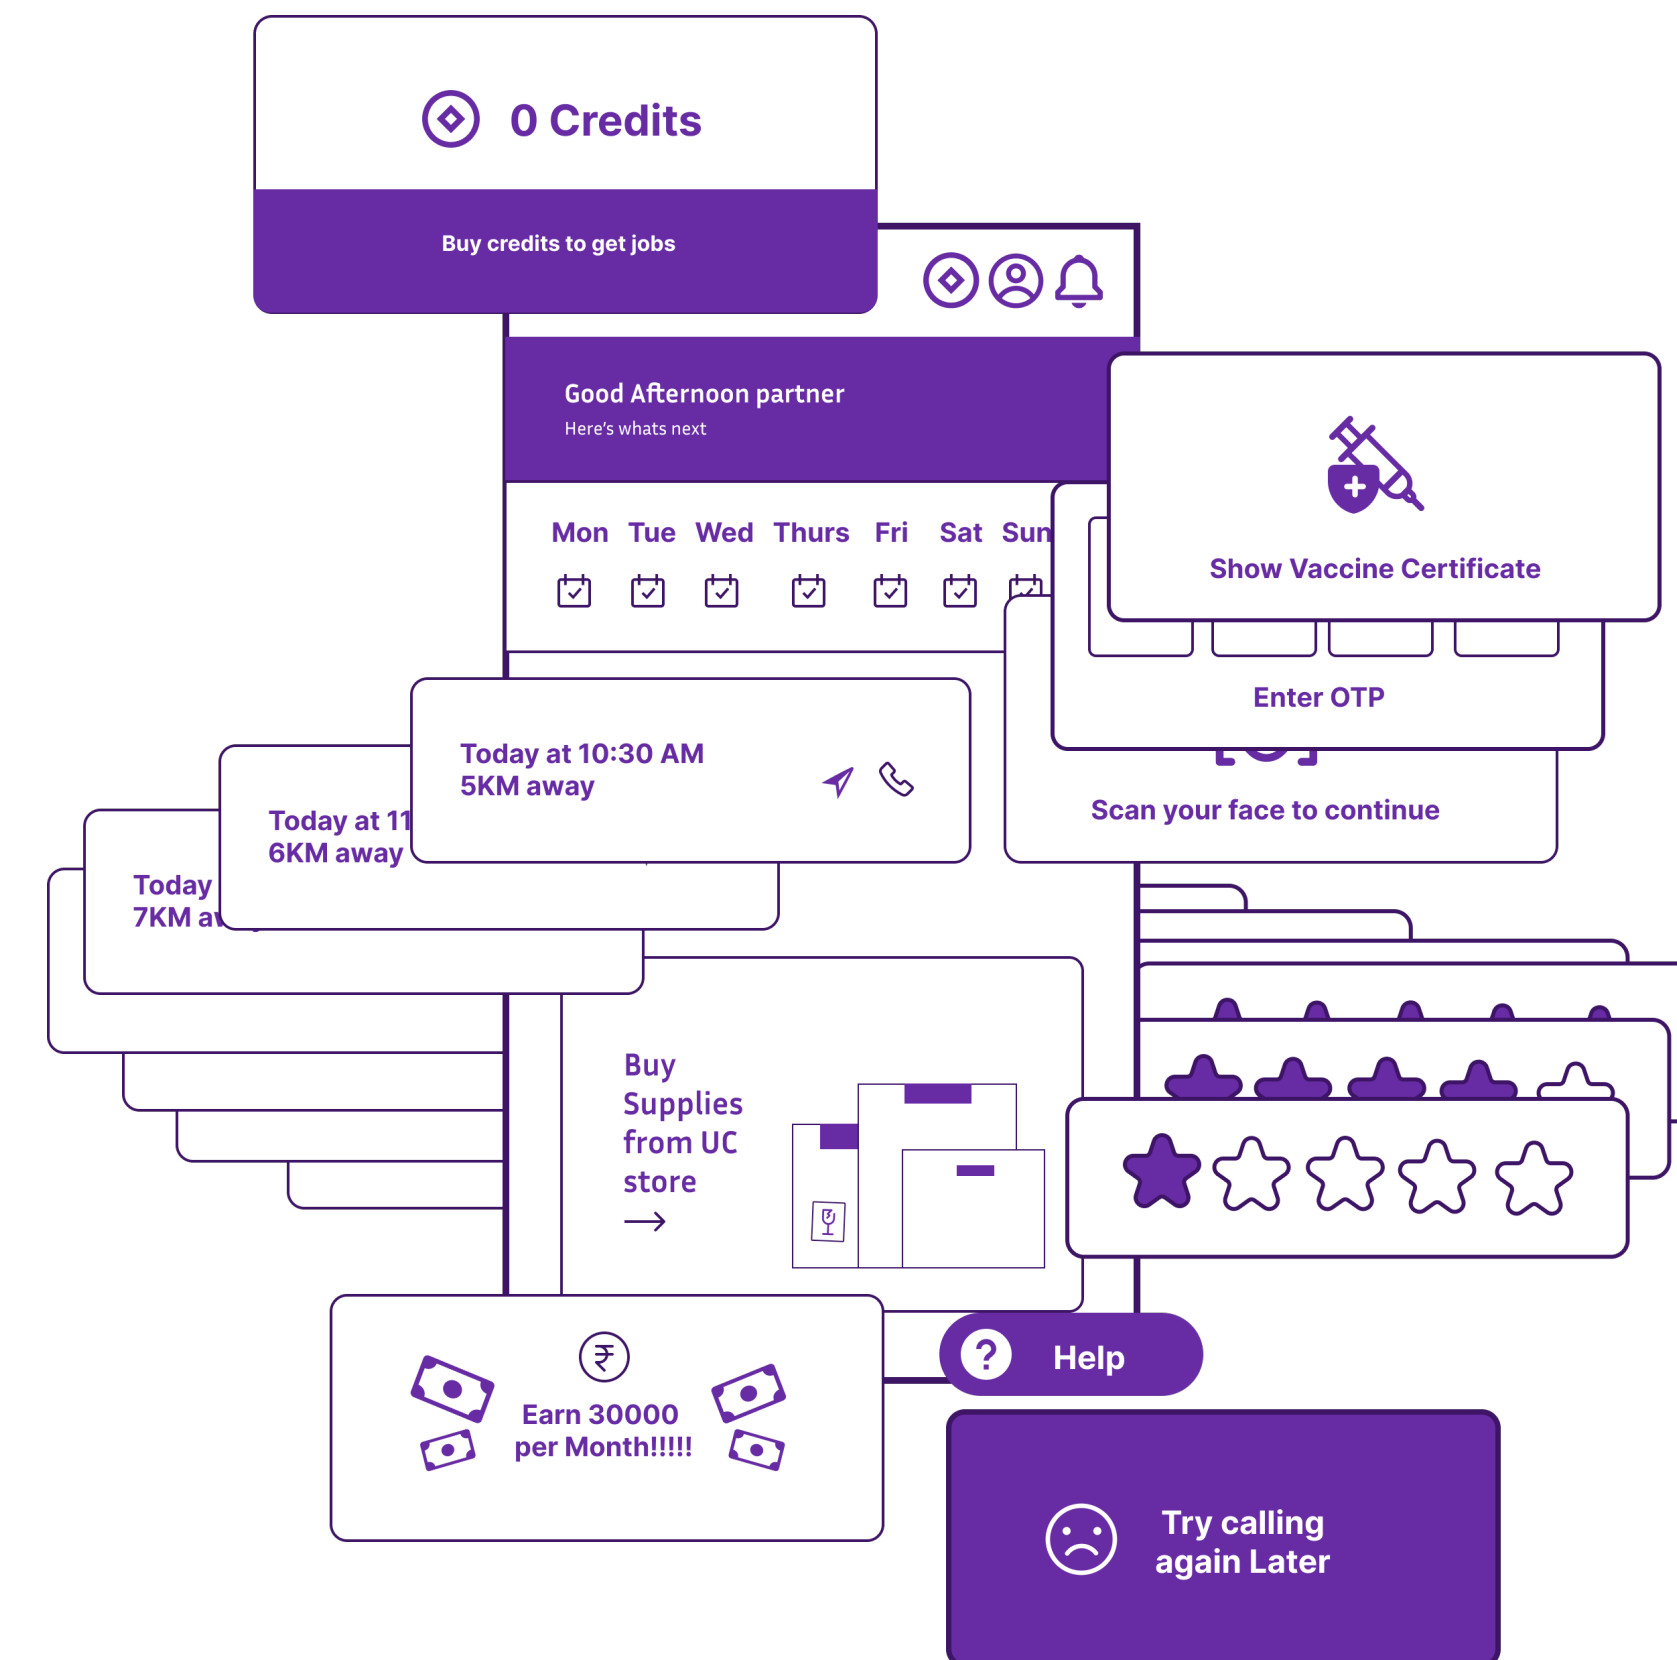 0 Credits
Buy credits to get jobs
Good Afternoon partner
Here's whats next
Mon Tue Wed Thurs Fri Sat Sun
Show Vaccine Certificate
Enter OTP
Scan your face to continue
Today at 10:30 AM
5KM away
Today at 11
6KM away
Today
7KM
Buy
Supplies
from UC
store
₹
Earn 30000
per Month!!!!!
? Help
Try calling
again Later